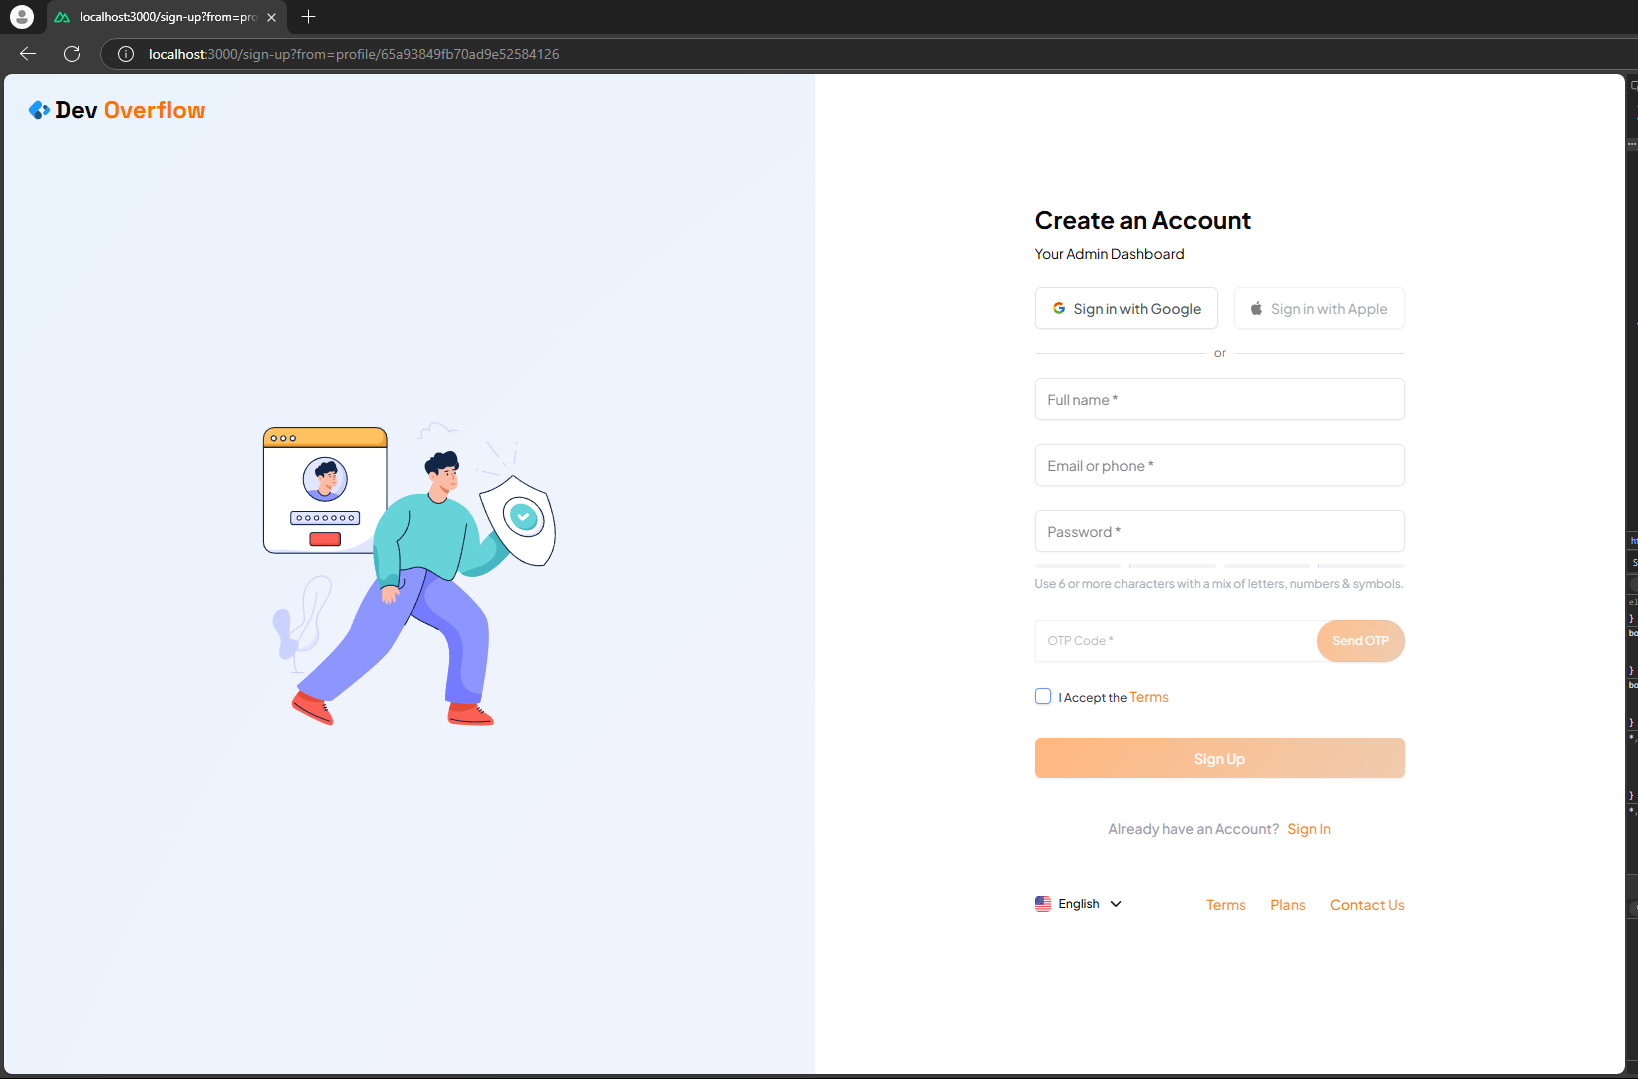 localhost:3000/sign-up?from=pro
localhost:3000/sign-up?from=profile/65a93849fb70ad9e52584126
Dev Overflow
Create an Account
Your Admin Dashboard
Sign in with Google
Sign in with Apple
or
Full name *
Email or phone *
Password *
Use 6 or more characters with a mix of letters, numbers & symbols.
OTP Code *
Send OTP
I Accept the Terms
Sign Up
Already have an Account? Sign In
English
Terms
Plans
Contact Us